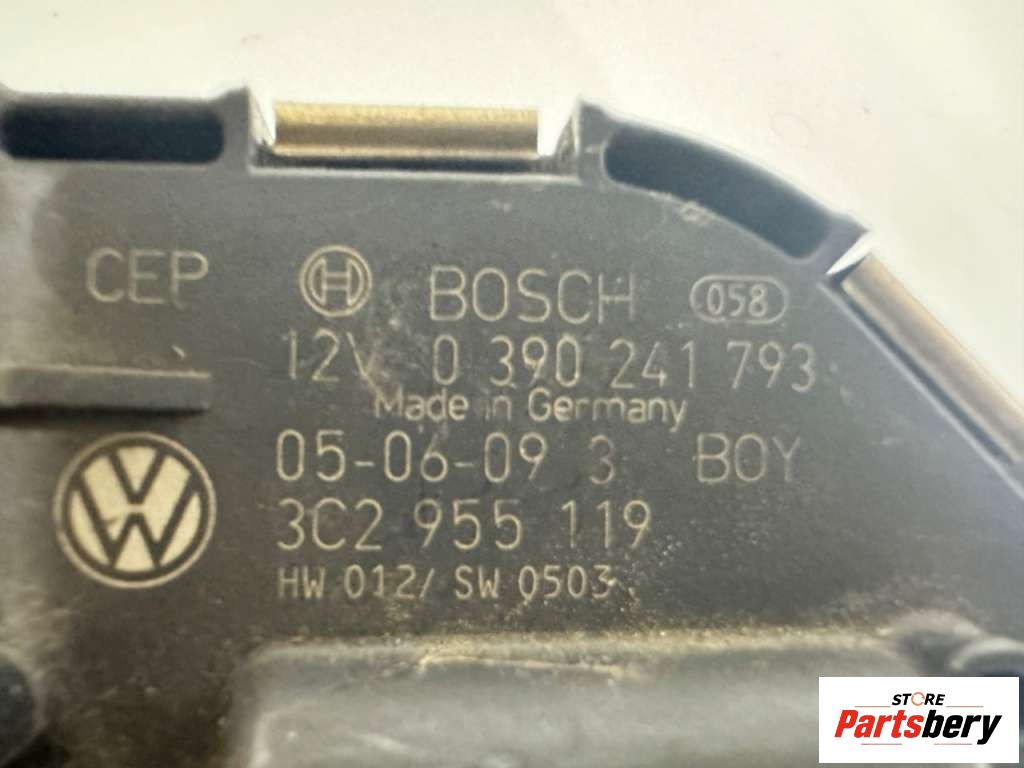 CEP BOSCH 058
12V 0 390 241 793
Made in Germany
05-06-09 3 BOY
3C2 955 119
HW 012/ SW 0503
STORE
Partsbery